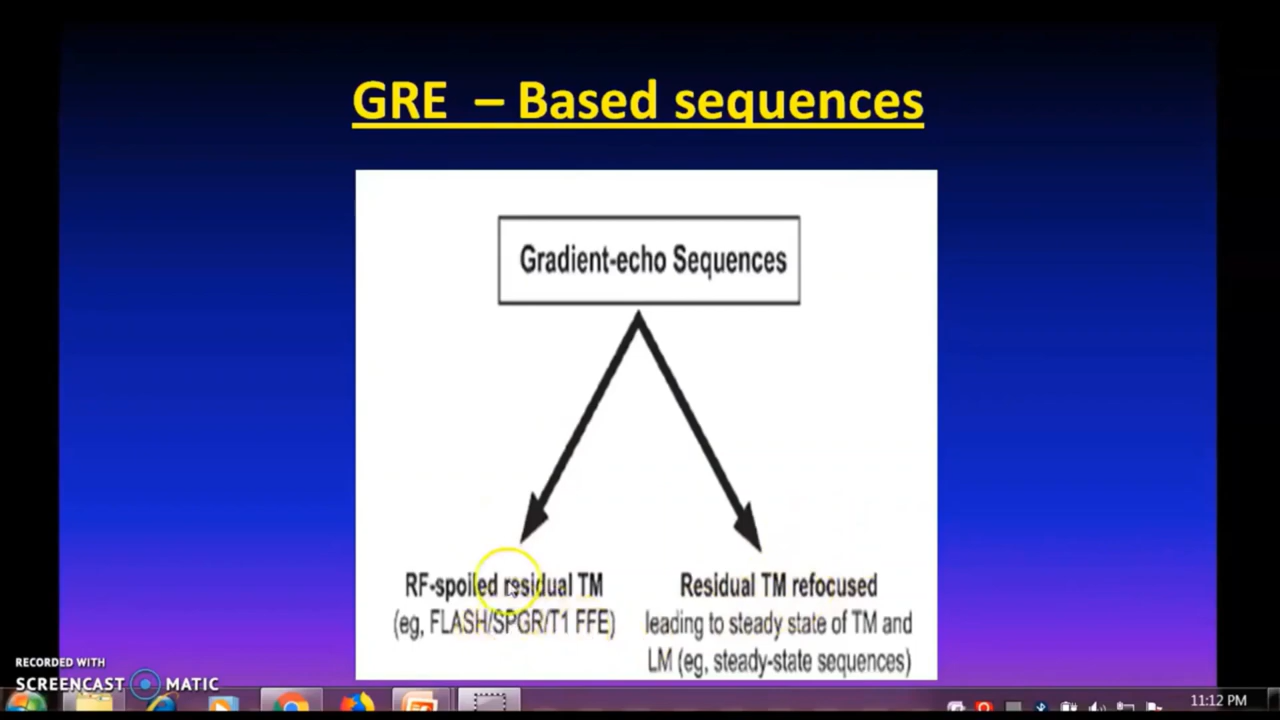 GRE – Based sequences
Gradient-echo Sequences
RF-spoiled residual TM
(eg, FLASH/SPGR/T1 FFE)
Residual TM refocused
leading to steady state of TM and
LM (eg, steady-state sequences)
RECORDED WITH
SCREENCAST MATIC
11:12 PM